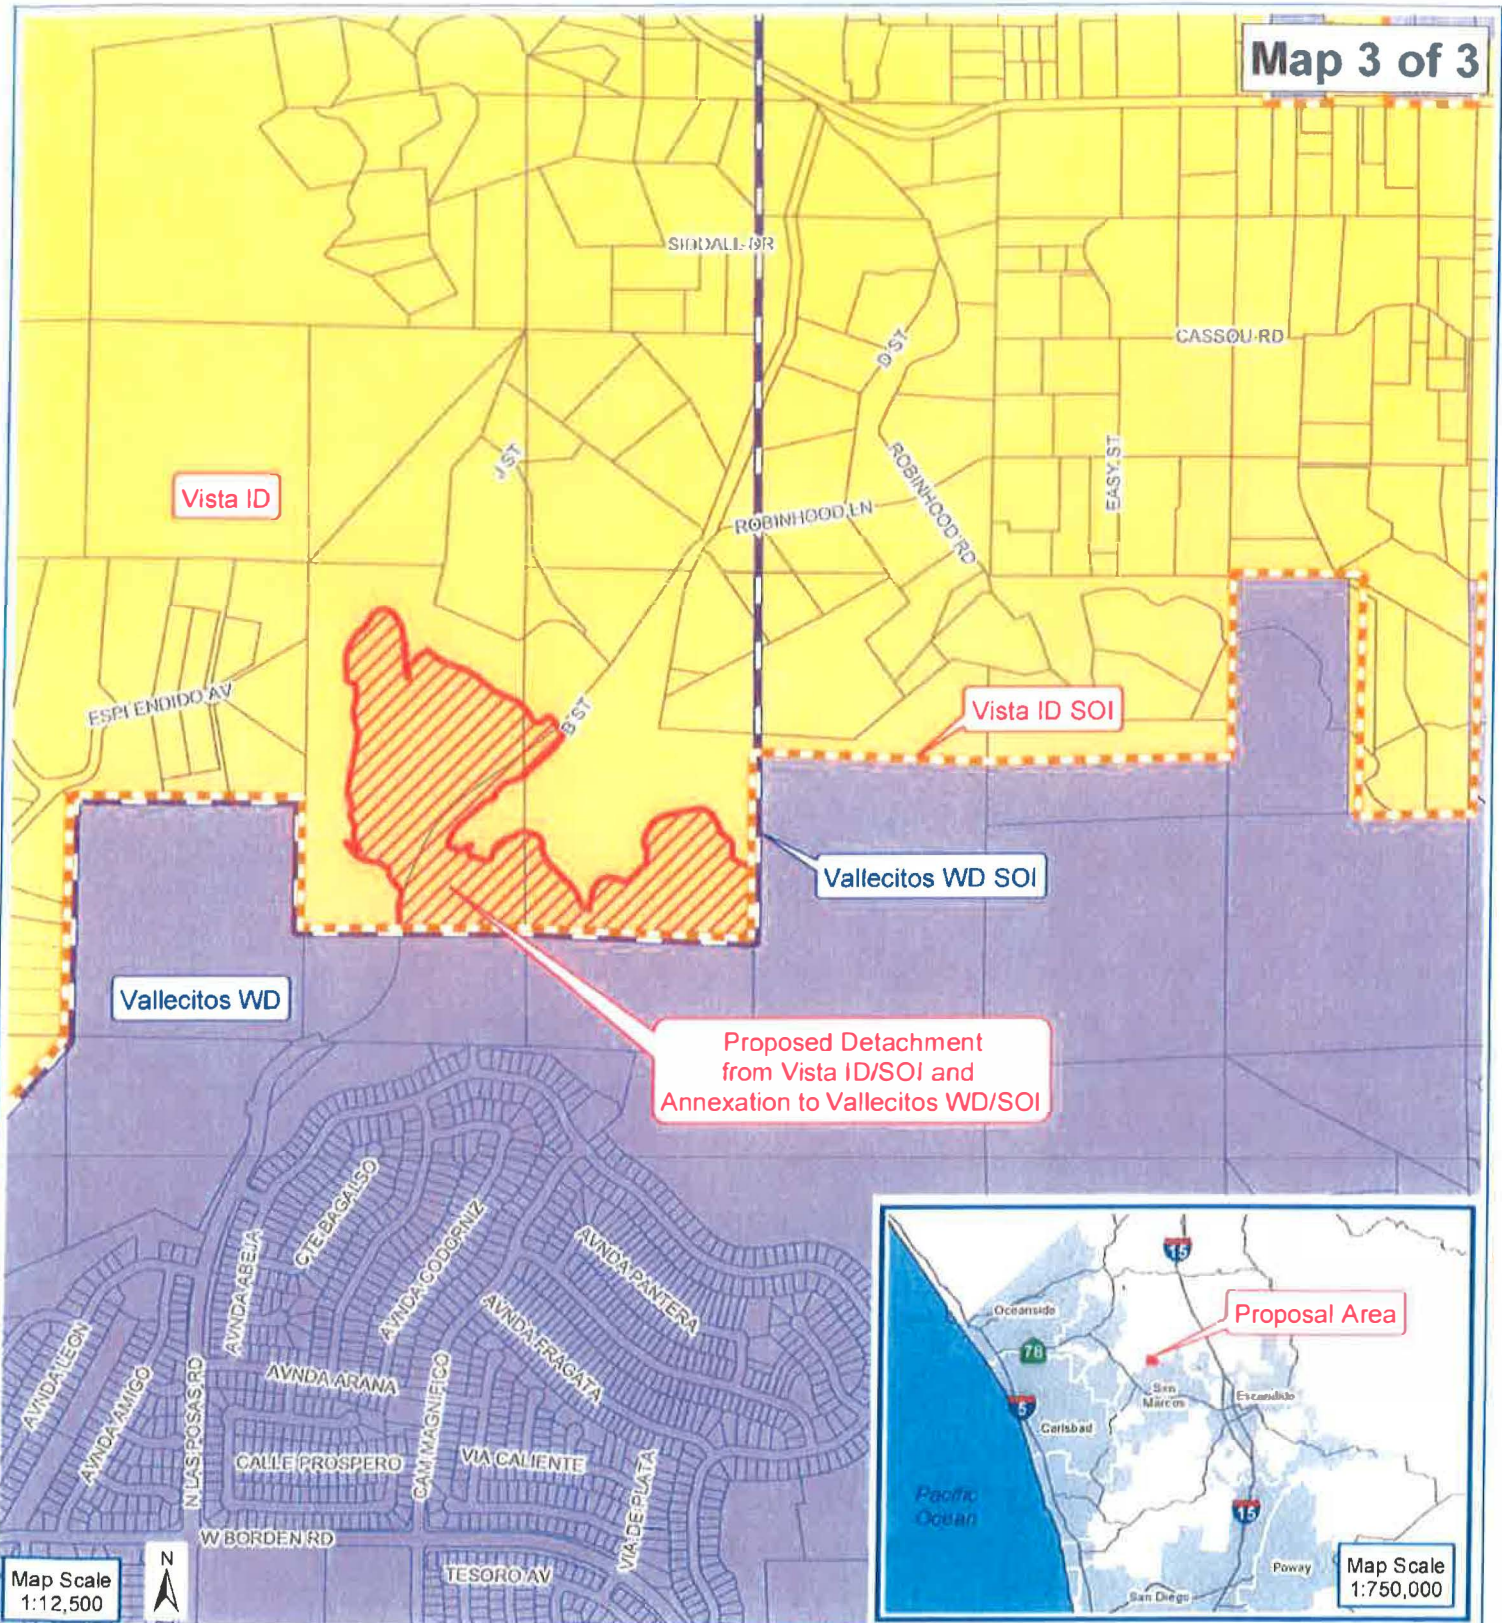 Map 3 of 3
SIDDALL DR
CASSOU RD
D ST
J ST
Vista ID
ROBINHOOD LN
ROBINHOOD RD
EASY ST
ESPLENDIDO AV
B ST
Vista ID SOI
Vallecitos WD SOI
Vallecitos WD
Proposed Detachment
from Vista ID/SOI and
Annexation to Vallecitos WD/SOI
CTE BAGALSO
AVNDA ABEJA
AVNDA CODORNIZ
AVNDA PANTERA
AVNDA FRAGATA
AVNDA LEON
AVNDA AMIGO
N LAS POSAS RD
AVNDA ARANA
CAM MAGNIFICO
CALLE PROSPERO
VIA CALIENTE
VIA DE PLATA
W BORDEN RD
TESORO AV
Map Scale
1:12,500
N
15
Oceanside
Proposal Area
78
San
Marcos
Escondido
5
Carlsbad
Pacific
Ocean
15
Poway
San Diego
Map Scale
1:750,000